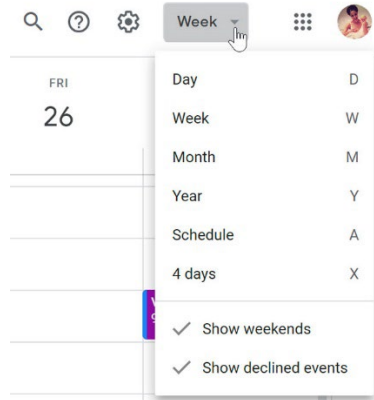 Week
FRI
26
Day D
Week W
Month M
Year Y
Schedule A
4 days X
Show weekends
Show declined events